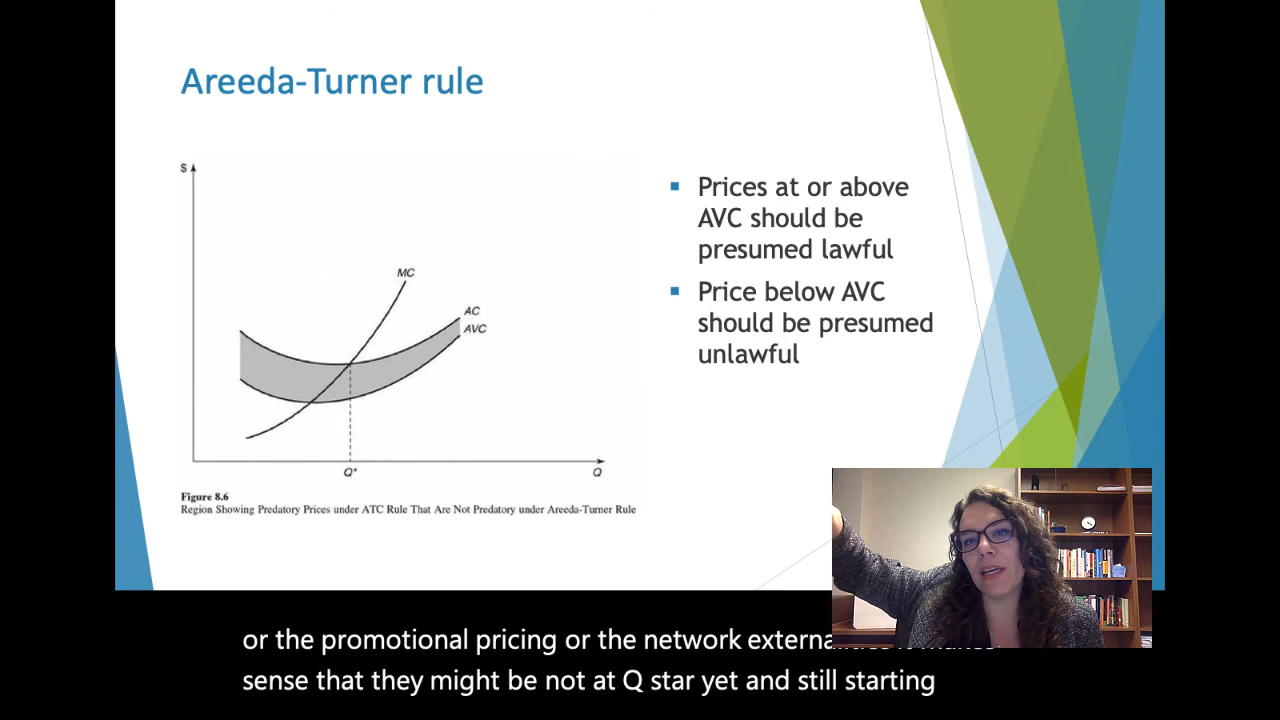 Areeda-Turner rule
$
MC
AC
AVC
Q*
Q
Figure 8.6
Region Showing Predatory Prices under ATC Rule That Are Not Predatory under Areeda-Turner Rule
Prices at or above
AVC should be
presumed lawful
Price below AVC
should be presumed
unlawful
or the promotional pricing or the network
sense that they might be not at Q star yet and still starting